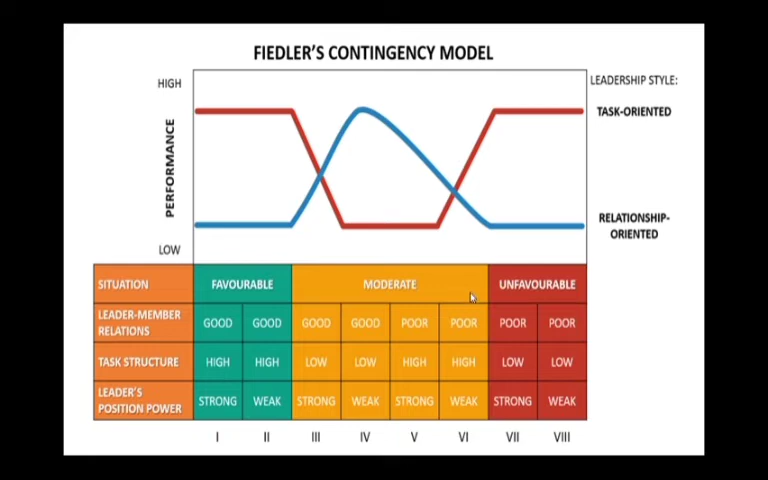 FIEDLER'S CONTINGENCY MODEL
HIGH
LEADERSHIP STYLE:
TASK-ORIENTED
PERFORMANCE
RELATIONSHIP-
ORIENTED
LOW
SITUATION FAVOURABLE MODERATE UNFAVOURABLE
LEADER-MEMBER
RELATIONS
GOOD GOOD GOOD GOOD POOR POOR POOR POOR
TASK STRUCTURE HIGH HIGH LOW LOW HIGH HIGH LOW LOW
LEADER'S
POSITION POWER
STRONG WEAK STRONG WEAK STRONG WEAK STRONG WEAK
I II III IV V VI VII VIII